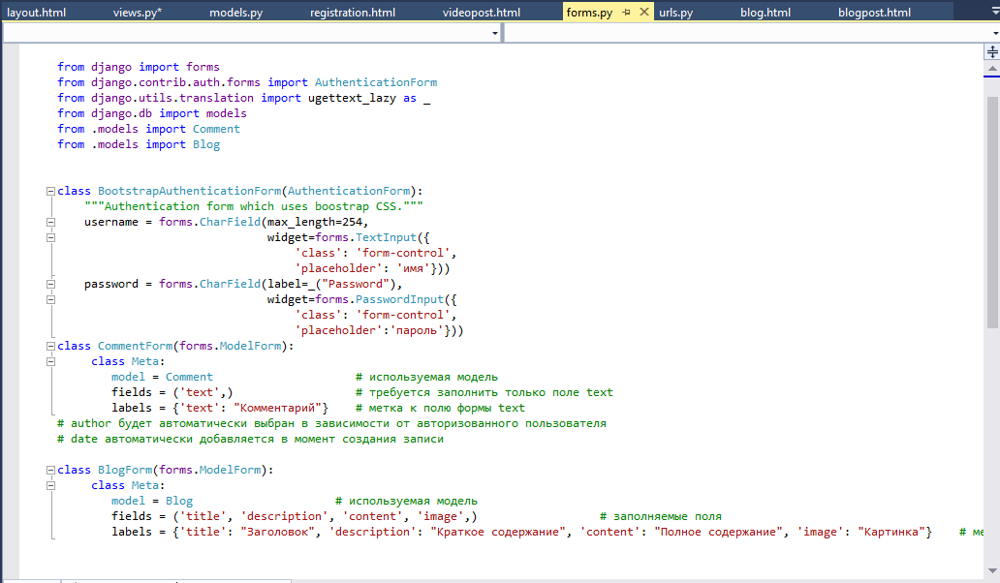 layout.html views.py* models.py registration.html videopost.html forms.py urls.py blog.html blogpost.html
from django import forms
from django.contrib.auth.forms import AuthenticationForm
from django.utils.translation import ugettext_lazy as _
from django.db import models
from .models import Comment
from .models import Blog
class BootstrapAuthenticationForm(AuthenticationForm):
"""Authentication form which uses boostrap CSS."""
username = forms.CharField(max_length=254,
widget=forms.TextInput({
'class': 'form-control',
'placeholder': 'имя'}))
password = forms.CharField(label=_("Password"),
widget=forms.PasswordInput({
'class': 'form-control',
'placeholder':'пароль'}))
class CommentForm(forms.ModelForm):
class Meta:
model = Comment # используемая модель
fields = ('text',) # требуется заполнить только поле text
labels = {'text': "Комментарий"} # метка к полю формы text
# author будет автоматически выбран в зависимости от авторизованного пользователя
# date автоматически добавляется в момент создания записи
class BlogForm(forms.ModelForm):
class Meta:
model = Blog # используемая модель
fields = ('title', 'description', 'content', 'image',) # заполняемые поля
labels = {'title': "Заголовок", 'description': "Краткое содержание", 'content': "Полное содержание", 'image': "Картинка"} #